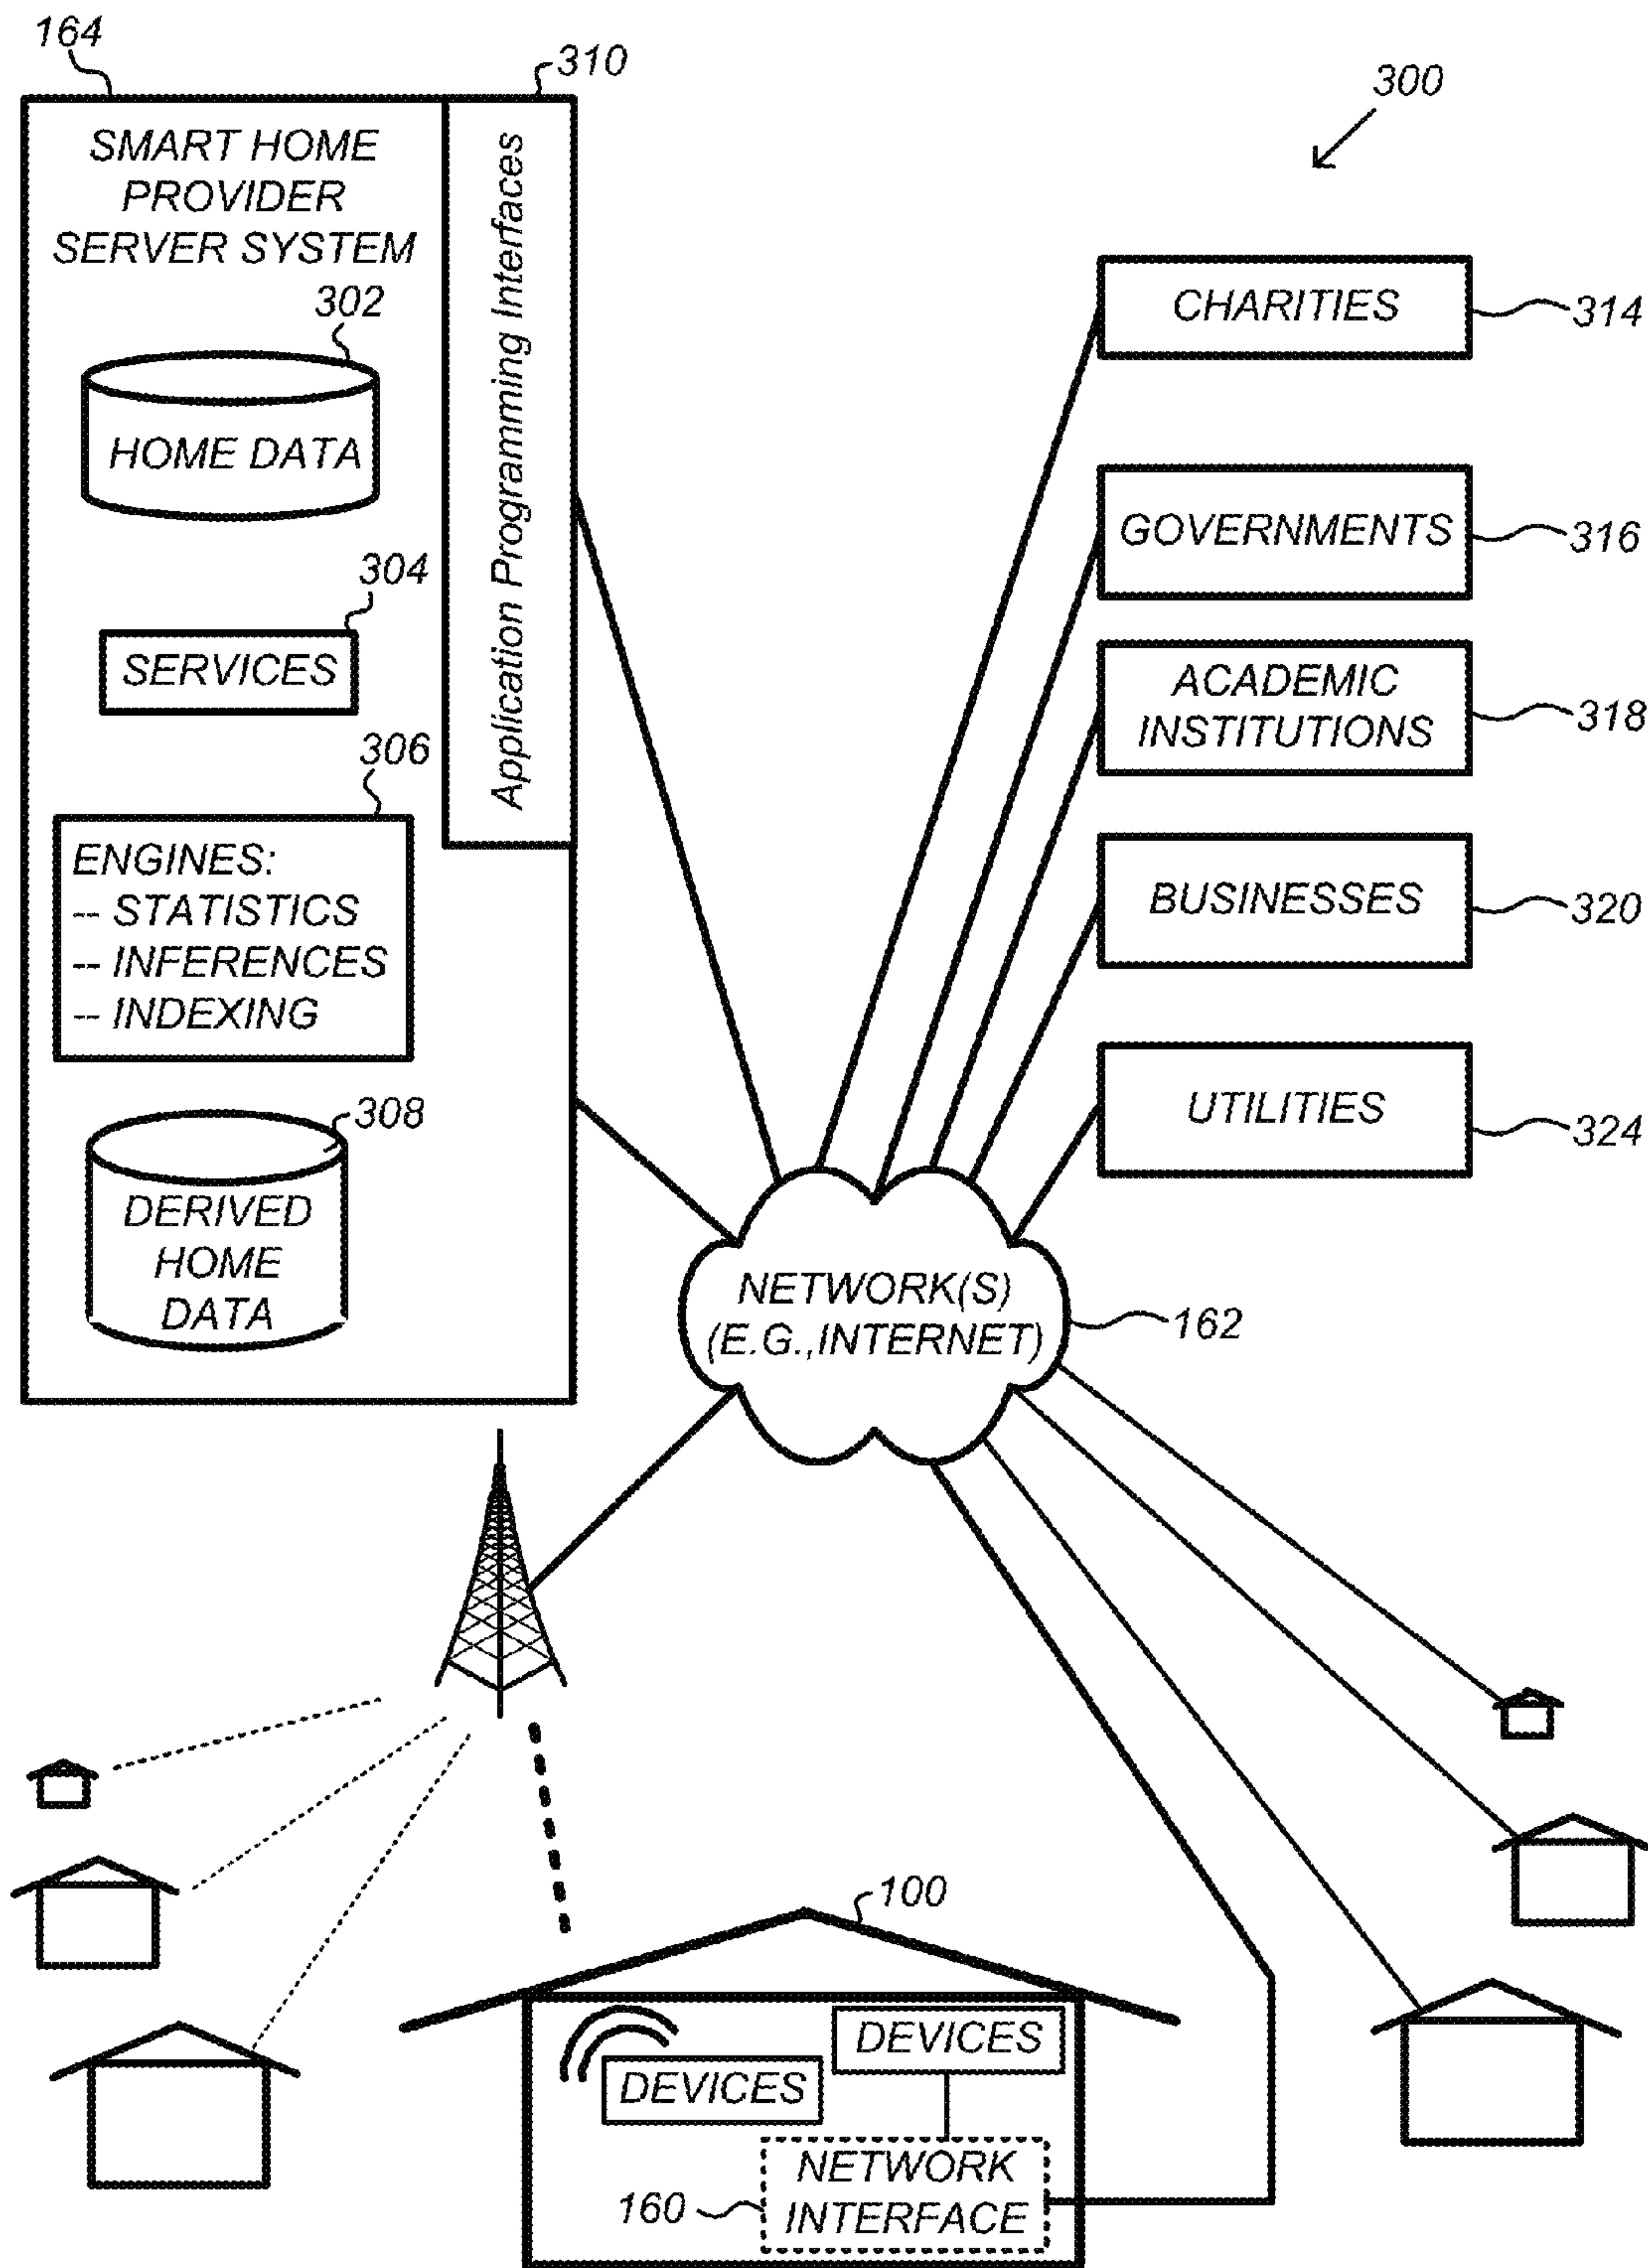 164
310
300
SMART HOME
PROVIDER
SERVER SYSTEM
Application Programming Interfaces
302
HOME DATA
304
SERVICES
306
ENGINES:
-- STATISTICS
-- INFERENCES
-- INDEXING
308
DERIVED
HOME
DATA
CHARITIES
314
GOVERNMENTS
316
ACADEMIC
INSTITUTIONS
318
BUSINESSES
320
UTILITIES
324
NETWORK(S)
(E.G.,INTERNET)
162
100
DEVICES
DEVICES
NETWORK
INTERFACE
160